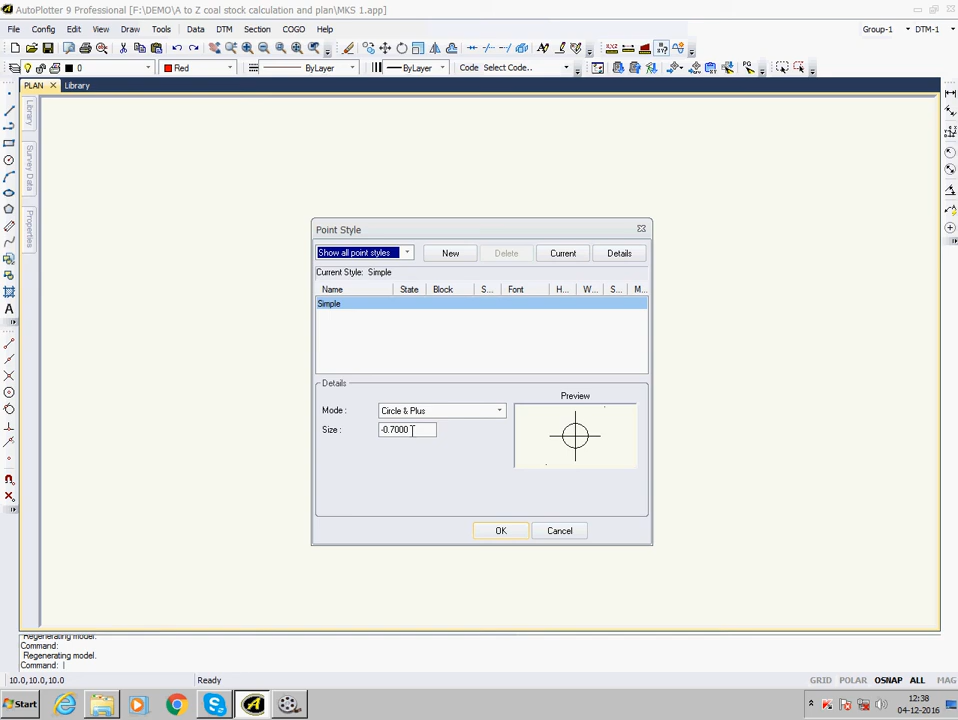 AutoPlotter 9 Professional [F:\DEMO\A to Z coal stock calculation and plan\MKS 1.app]
File Config Edit View Draw Tools Data DTM Section COGO Help Group-1 DTM-1
0 Red ByLayer ByLayer Code Select Code..
PLAN Library
Library
Survey Data
Properties
Point Style
Show all point styles New Delete Current Details
Current Style: Simple
Name State Block S... Font H... W... S... M...
Simple
Details
Mode : Circle & Plus
Size : -0.7000
Preview
OK Cancel
Regenerating model.
Command:
Regenerating model.
Command:
10.0,10.0,10.0 Ready GRID POLAR OSNAP ALL MAG
Start 12:38
04-12-2016